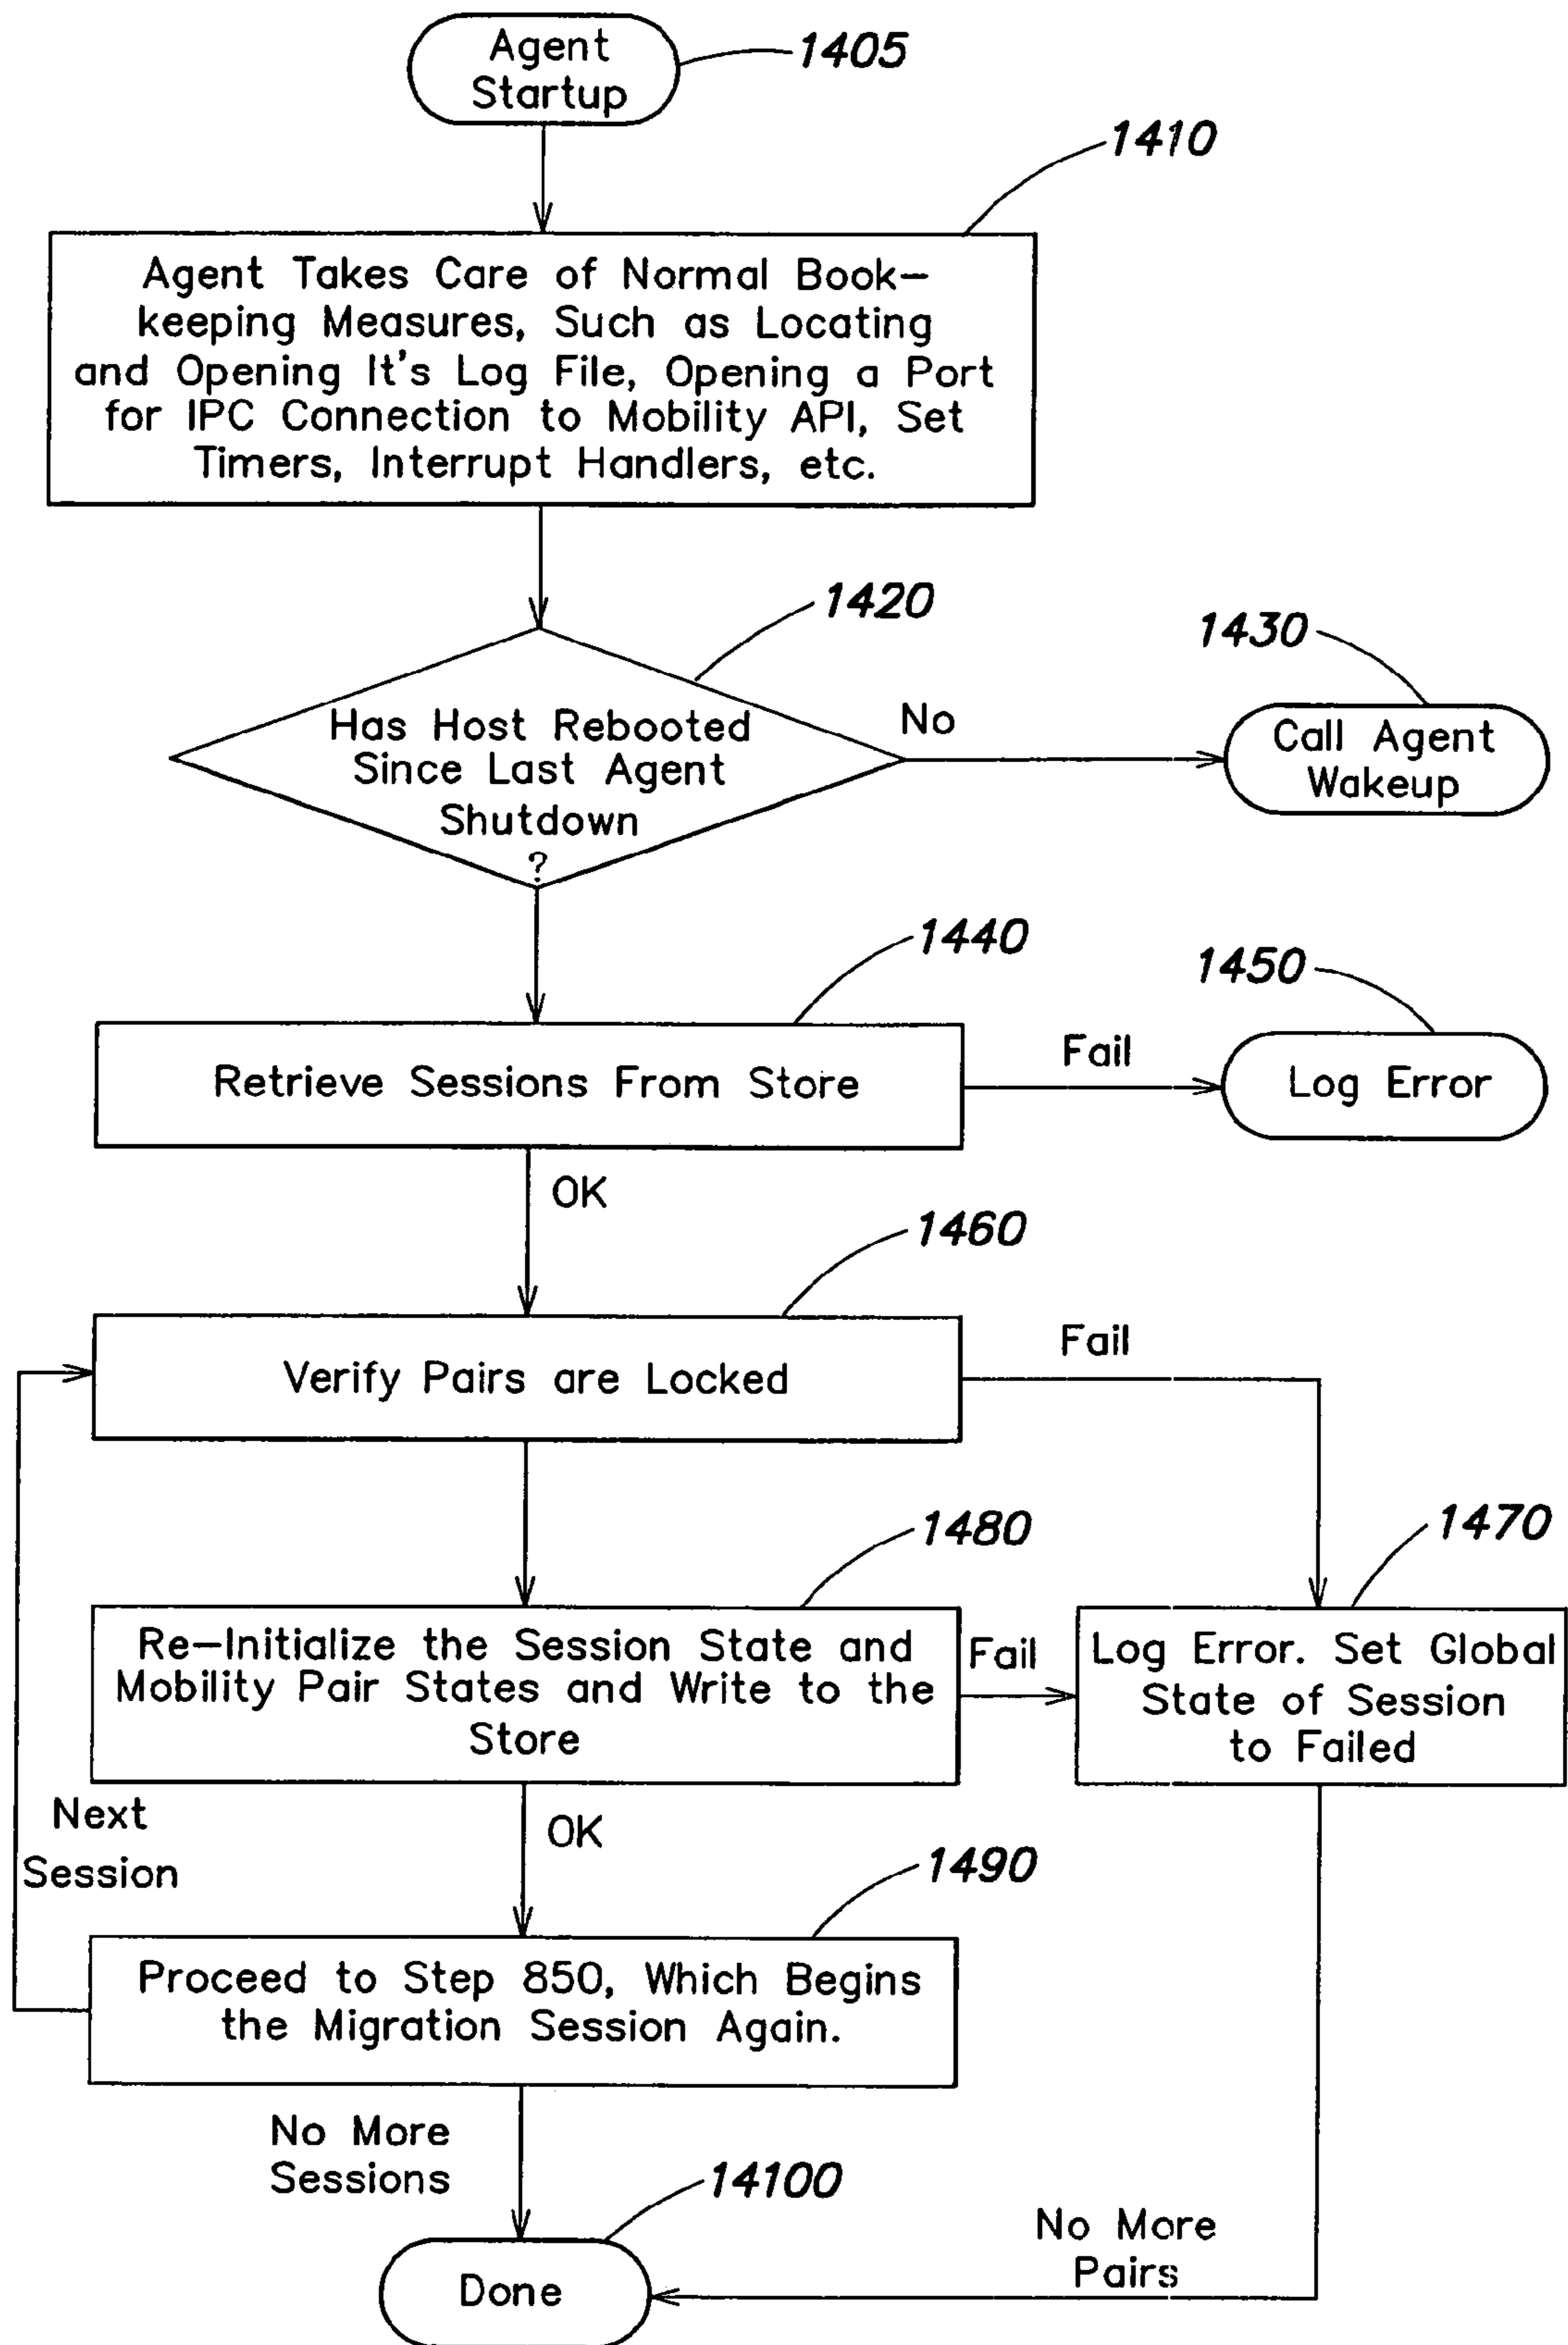 Agent
Startup
1405
1410
Agent Takes Care of Normal Book-
keeping Measures, Such as Locating
and Opening It's Log File, Opening a Port
for IPC Connection to Mobility API, Set
Timers, Interrupt Handlers, etc.
1420
Has Host Rebooted
Since Last Agent
Shutdown
?
No
1430
Call Agent
Wakeup
1440
Retrieve Sessions From Store
Fail
1450
Log Error
OK
1460
Verify Pairs are Locked
Fail
1480
Re-Initialize the Session State and
Mobility Pair States and Write to the
Store
Fail
1470
Log Error. Set Global
State of Session
to Failed
Next
Session
OK
1490
Proceed to Step 850, Which Begins
the Migration Session Again.
No More
Sessions
14100
Done
No More
Pairs